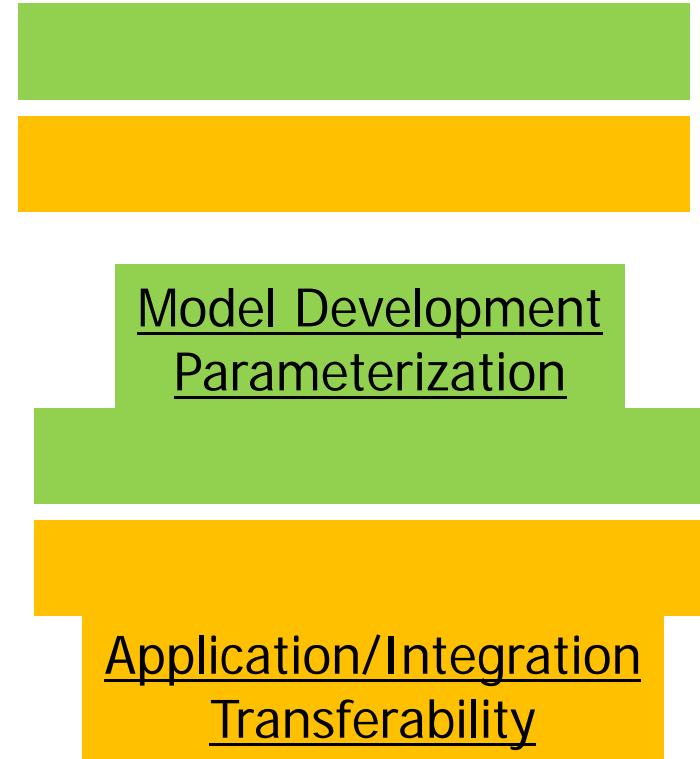 Model Development
Parameterization
Application/Integration
Transferability